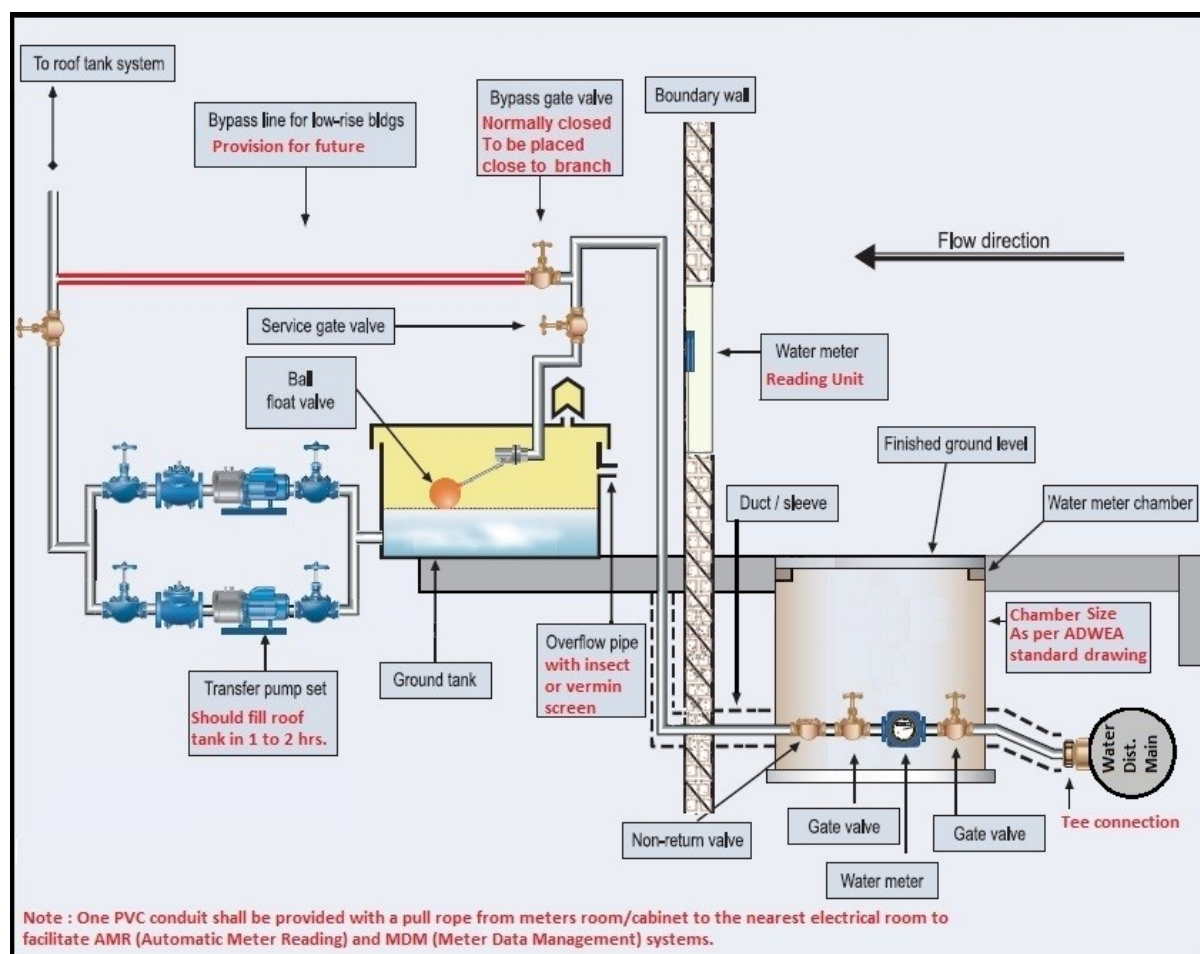 To roof tank system
Bypass line for low-rise bldgs
Provision for future
Bypass gate valve
Normally closed
To be placed
close to branch
Boundary wall
Flow direction
Service gate valve
Water meter
Reading Unit
Ball
float valve
Finished ground level
Duct / sleeve
Water meter chamber
Chamber Size
As per ADWEA
standard drawing
Overflow pipe
with insect
or vermin
screen
Ground tank
Transfer pump set
Should fill roof
tank in 1 to 2 hrs.
Water
Dist.
Main
Tee connection
Non-return valve
Gate valve
Gate valve
Water meter
Note : One PVC conduit shall be provided with a pull rope from meters room/cabinet to the nearest electrical room to
facilitate AMR (Automatic Meter Reading) and MDM (Meter Data Management) systems.